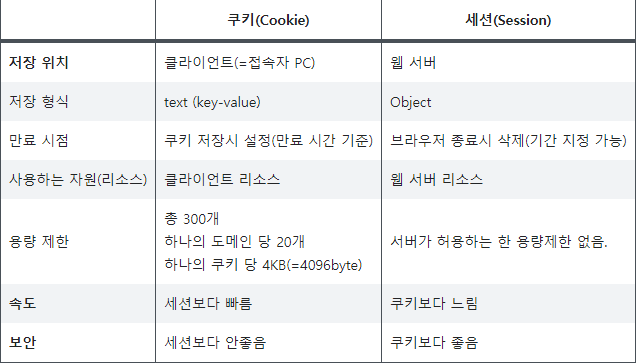 쿠키(Cookie) 세션(Session)
저장 위치 클라이언트(=접속자 PC) 웹 서버
저장 형식 text (key-value) Object
만료 시점 쿠키 저장시 설정(만료 시간 기준) 브라우저 종료시 삭제(기간 지정 가능)
사용하는 자원(리소스) 클라이언트 리소스 웹 서버 리소스
용량 제한
총 300개
하나의 도메인 당 20개
하나의 쿠키 당 4KB(=4096byte)
서버가 허용하는 한 용량제한 없음.
속도 세션보다 빠름 쿠키보다 느림
보안 세션보다 안좋음 쿠키보다 좋음